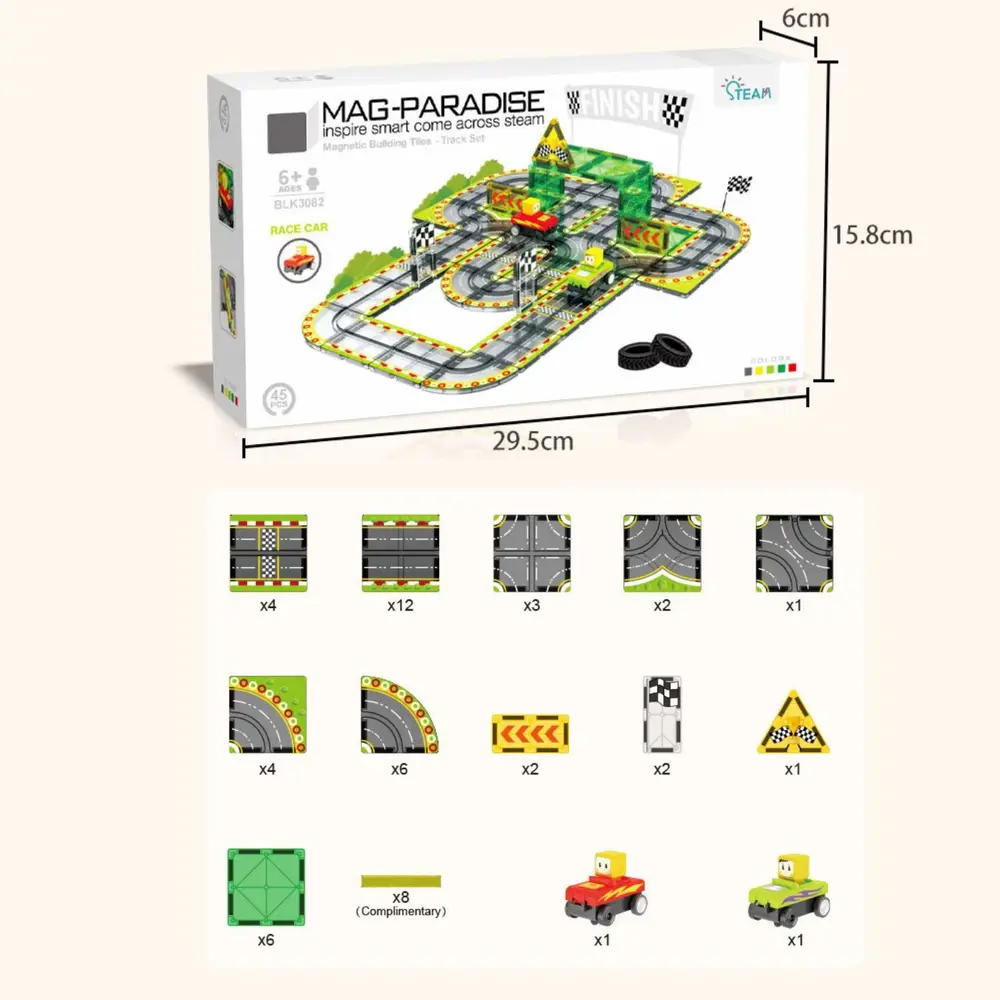 6cm
STEAM
MAG-PARADISE
inspire smart come across steam
Magnetic Building Tiles - Track Set
FINISH
6+
AGES
BLK3082
RACE CAR
15.8cm
COLORS
45
PCS
29.5cm
x4
x12
x3
x2
x1
x4
x6
x2
x2
x1
x6
x8
(Complimentary)
x1
x1